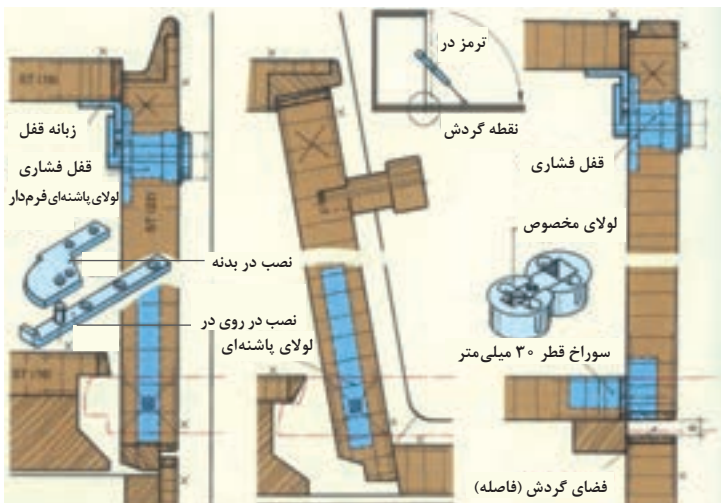 ترمز در
نقطه گردش
زبانه قفل
قفل فشاری
لولای پاشنه‌ای فرم‌دار
نصب در بدنه
نصب در روی در
لولای پاشنه‌ای
قفل فشاری
لولای مخصوص
سوراخ قطر ۳۰ میلی‌متر
فضای گردش (فاصله)